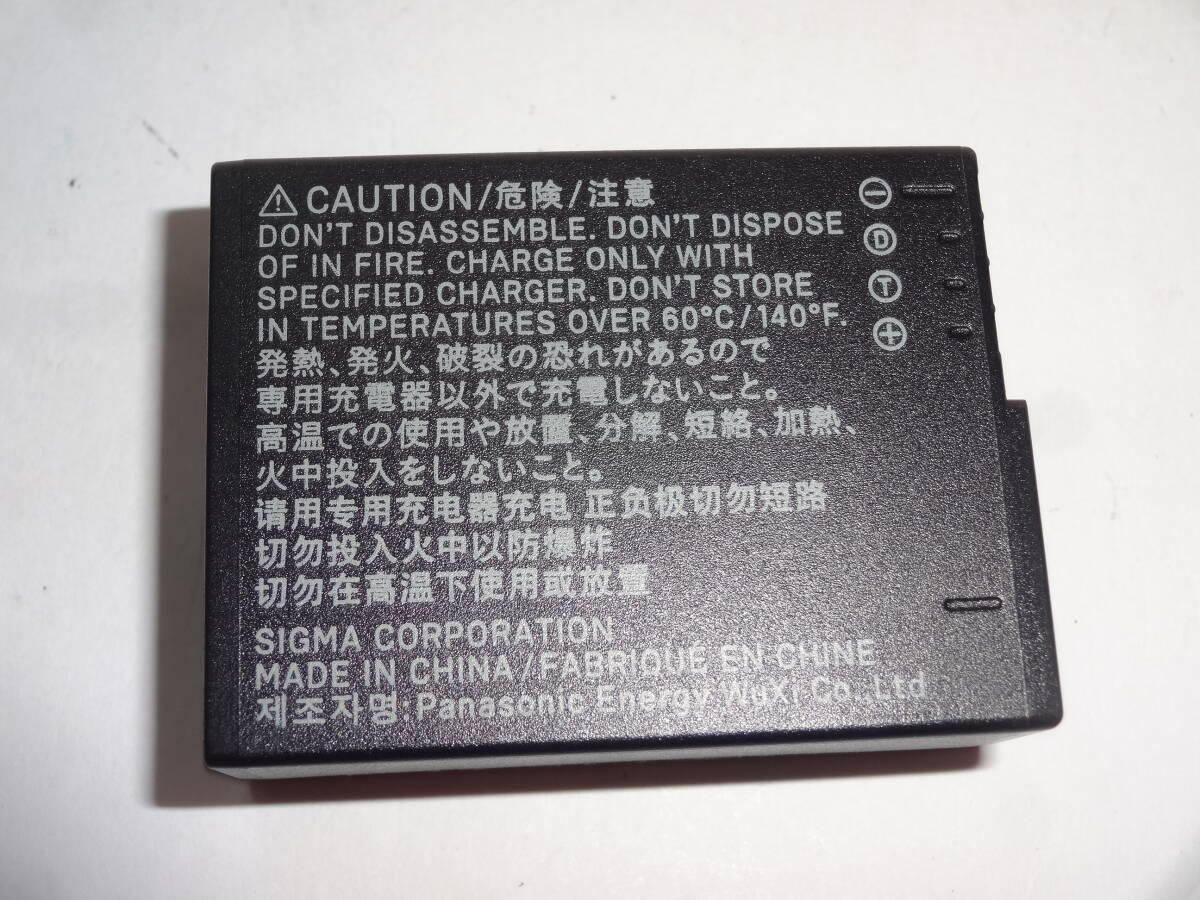 ⚠ CAUTION/危険/注意
DON'T DISASSEMBLE. DON'T DISPOSE
OF IN FIRE. CHARGE ONLY WITH
SPECIFIED CHARGER. DON'T STORE
IN TEMPERATURES OVER 60°C/140°F.
発熱、発火、破裂の恐れがあるので
専用充電器以外で充電しないこと。
高温での使用や放置、分解、短絡、加熱、
火中投入をしないこと。
请用专用充电器充电 正负极切勿短路
切勿投入火中以防爆炸
切勿在高温下使用或放置
SIGMA CORPORATION
MADE IN CHINA/FABRIQUÉ EN CHINE
제조자명:Panasonic Energy WuXi Co.,Ltd
−
D
T
+